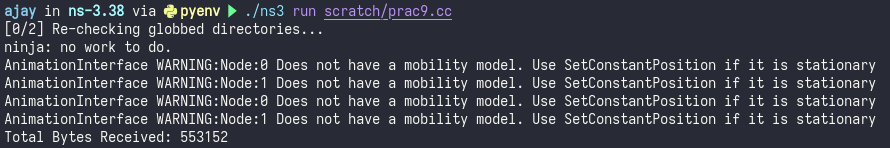 ajay in ns-3.38 via pyenv ./ns3 run scratch/prac9.cc
[0/2] Re-checking globbed directories...
ninja: no work to do.
AnimationInterface WARNING:Node:0 Does not have a mobility model. Use SetConstantPosition if it is stationary
AnimationInterface WARNING:Node:1 Does not have a mobility model. Use SetConstantPosition if it is stationary
AnimationInterface WARNING:Node:0 Does not have a mobility model. Use SetConstantPosition if it is stationary
AnimationInterface WARNING:Node:1 Does not have a mobility model. Use SetConstantPosition if it is stationary
Total Bytes Received: 553152